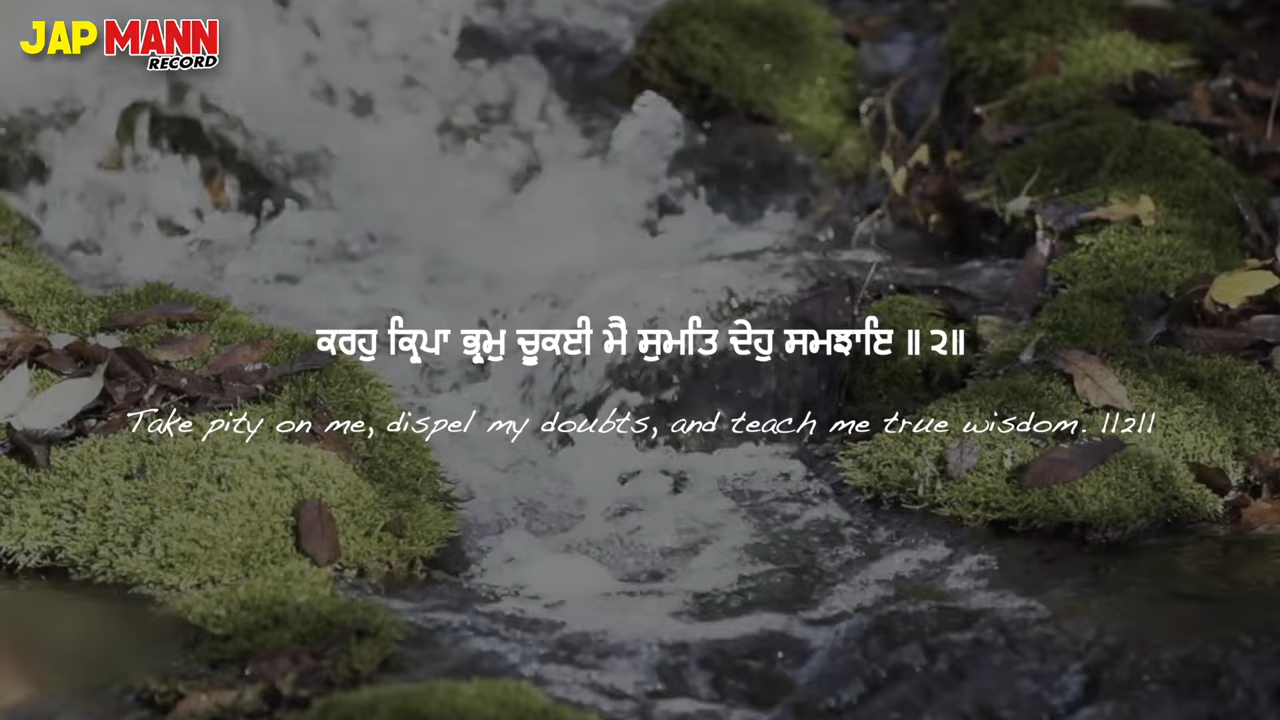 JAP MANN
RECORD
ਕਰਹੁ ਕ੍ਰਿਪਾ ਭ੍ਰਮੁ ਚੂਕਈ ਮੈ ਸੁਮਤਿ ਦੇਹੁ ਸਮਝਾਇ ॥ ੨॥
Take pity on me, dispel my doubts, and teach me true wisdom. ||2||